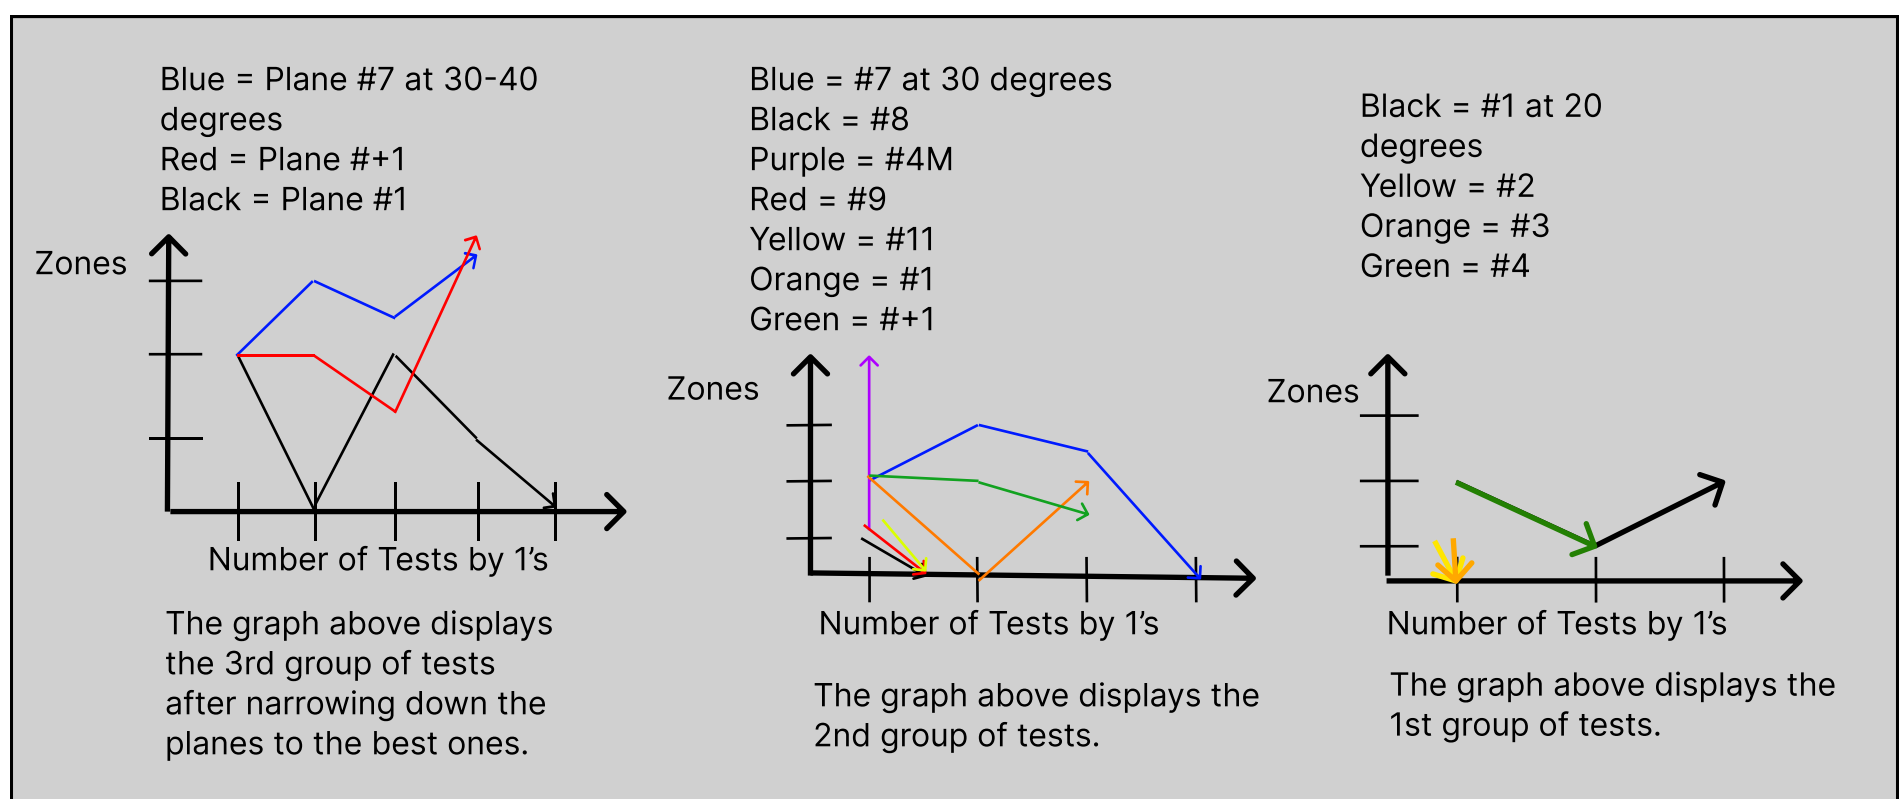 Blue = Plane #7 at 30-40
degrees
Red = Plane #+1
Black = Plane #1
Zones
Number of Tests by 1’s
The graph above displays
the 3rd group of tests
after narrowing down the
planes to the best ones.
Blue = #7 at 30 degrees
Black = #8
Purple = #4M
Red = #9
Yellow = #11
Orange = #1
Green = #+1
Zones
Number of Tests by 1’s
The graph above displays the
2nd group of tests.
Black = #1 at 20
degrees
Yellow = #2
Orange = #3
Green = #4
Zones
Number of Tests by 1’s
The graph above displays the
1st group of tests.